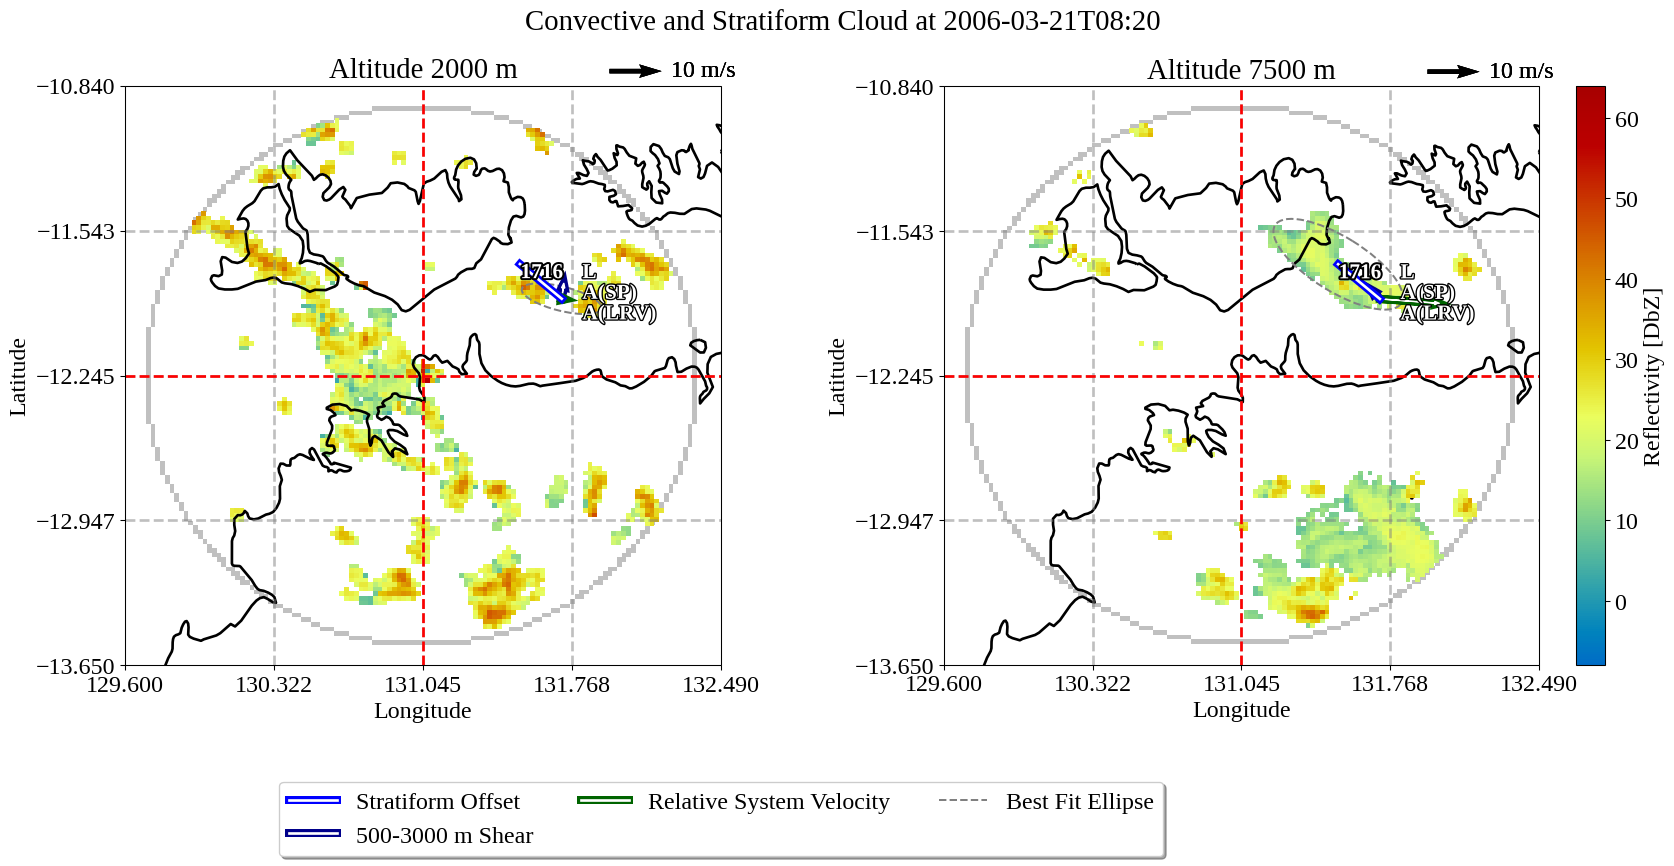 Convective and Stratiform Cloud at 2006-03-21T08:20
Altitude 2000 m
10 m/s
−10.840
−11.543
−12.245
−12.947
−13.650
129.600
130.322
131.045
131.768
132.490
Latitude
Longitude
1716
L
A(SP)
A(LRV)
Altitude 7500 m
10 m/s
−10.840
−11.543
−12.245
−12.947
−13.650
129.600
130.322
131.045
131.768
132.490
Latitude
Longitude
1716
L
A(SP)
A(LRV)
60
50
40
30
20
10
0
Reflectivity [DbZ]
Stratiform Offset
Relative System Velocity
Best Fit Ellipse
500-3000 m Shear